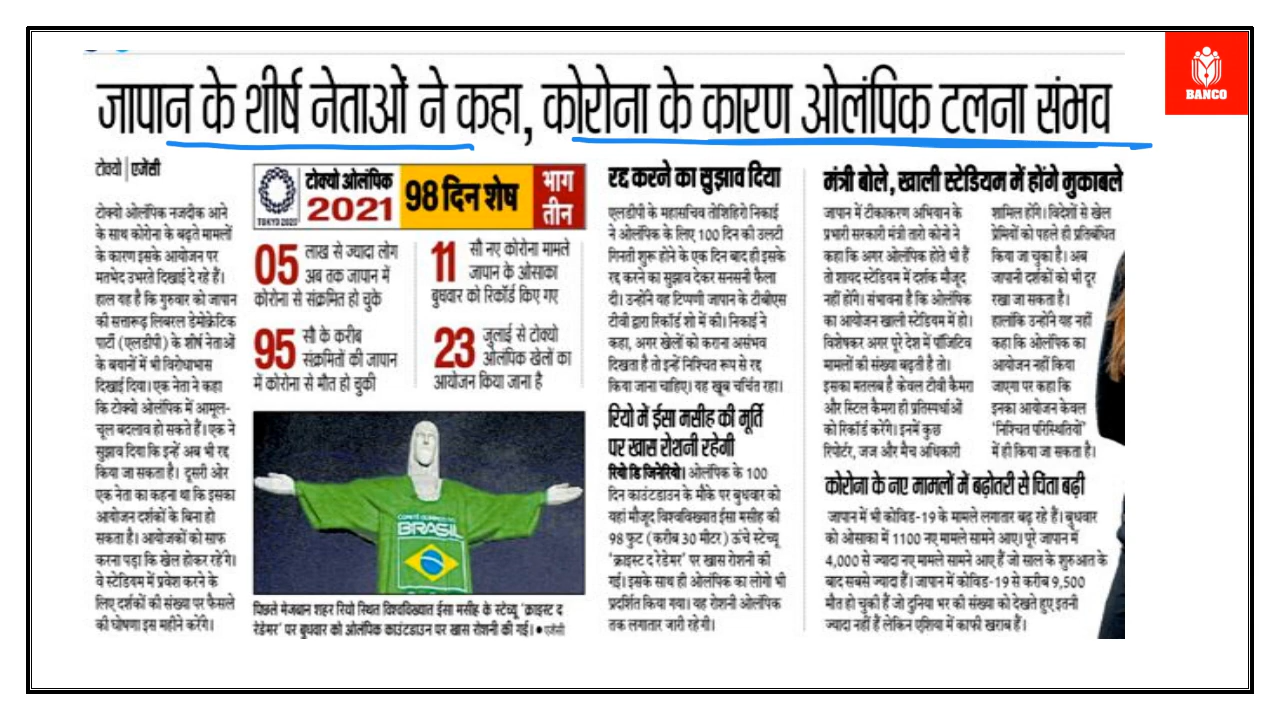 BANCO
जापान के शीर्ष नेताओं ने कहा, कोरोना के कारण ओलंपिक टलना संभव
टोक्यो | एजेंसी
टोक्यो ओलंपिक नजदीक आने
के साथ कोरोना के बढ़ते मामलों
के कारण इसके आयोजन पर
मतभेद उभरते दिखाई दे रहे हैं।
हाल यह है कि गुरुवार को जापान
की सत्तारूढ़ लिबरल डेमोक्रेटिक
पार्टी (एलडीपी) के शीर्ष नेताओं
के बयानों में भी विरोधाभास
दिखाई दिया। एक नेता ने कहा
कि टोक्यो ओलंपिक में आमूल-
चूल बदलाव हो सकते हैं। एक ने
सुझाव दिया कि इन्हें अब भी रद्द
किया जा सकता है। दूसरी ओर
एक नेता का कहना था कि इसका
आयोजन दर्शकों के बिना हो
सकता है। आयोजकों को साफ
करना पड़ा कि खेल होकर रहेंगे।
वे स्टेडियम में प्रवेश करने के
लिए दर्शकों की संख्या पर फैसले
की घोषणा इस महीने करेंगे।
TOKYO 2020
टोक्यो ओलंपिक
2021
98 दिन शेष
भाग
तीन
05 लाख से ज्यादा लोग
अब तक जापान में
कोरोना से संक्रमित हो चुके
11 सौ नए कोरोना मामले
जापान के ओसाका
बुधवार को रिकॉर्ड किए गए
95 सौ के करीब
संक्रमितों की जापान
में कोरोना से मौत हो चुकी
23 जुलाई से टोक्यो
ओलंपिक खेलों का
आयोजन किया जाना है
BRASIL
पिछले मेजबान शहर रियो स्थित विश्वविख्यात ईसा मसीह के स्टेच्यू 'क्राइस्ट द
रेडेमर' पर बुधवार को ओलंपिक काउंटडाउन पर खास रोशनी की गई। ● एजेंसी
रद्द करने का सुझाव दिया
एलडीपी के महासचिव तोशिहिरो निकाई
ने ओलंपिक के लिए 100 दिन की उलटी
गिनती शुरू होने के एक दिन बाद ही इसके
रद्द करने का सुझाव देकर सनसनी फैला
दी। उन्होंने यह टिप्पणी जापान के टीबीएस
टीवी द्वारा रिकॉर्ड शो में की। निकाई ने
कहा, अगर खेलों को कराना असंभव
दिखता है तो इन्हें निश्चित रूप से रद्द
किया जाना चाहिए। यह खूब चर्चित रहा।
रियो में ईसा मसीह की मूर्ति
पर खास रोशनी रहेगी
रियो डि जिनेरियो। ओलंपिक के 100
दिन काउंटडाउन के मौके पर बुधवार को
यहां मौजूद विश्वविख्यात ईसा मसीह की
98 फुट (करीब 30 मीटर) ऊंचे स्टेच्यू
'क्राइस्ट द रेडेमर' पर खास रोशनी की
गई। इसके साथ ही ओलंपिक का लोगो भी
प्रदर्शित किया गया। यह रोशनी ओलंपिक
तक लगातार जारी रहेगी।
मंत्री बोले, खाली स्टेडियम में होंगे मुकाबले
जापान में टीकाकरण अभियान के
प्रभारी सरकारी मंत्री तारो कोनो ने
कहा कि अगर ओलंपिक होते भी हैं
तो शायद स्टेडियम में दर्शक मौजूद
नहीं होंगे। संभावना है कि ओलंपिक
का आयोजन खाली स्टेडियम में हो।
विशेषकर अगर पूरे देश में पॉजिटिव
मामलों की संख्या बढ़ती है तो।
इसका मतलब है केवल टीवी कैमरा
और स्टिल कैमरा ही प्रतिस्पर्धाओं
को रिकॉर्ड करेंगे। इनमें कुछ
रिपोर्टर, जज और मैच अधिकारी
शामिल होंगे। विदेशों से खेल
प्रेमियों को पहले ही प्रतिबंधित
किया जा चुका है। अब
जापानी दर्शकों को भी दूर
रखा जा सकता है।
हालांकि उन्होंने यह नहीं
कहा कि ओलंपिक का
आयोजन नहीं किया
जाएगा पर कहा कि
इनका आयोजन केवल
'निश्चित परिस्थितियों'
में ही किया जा सकता है।
कोरोना के नए मामलों में बढ़ोतरी से चिंता बढ़ी
जापान में भी कोविड-19 के मामले लगातार बढ़ रहे हैं। बुधवार
को ओसाका में 1100 नए मामले सामने आए। पूरे जापान में
4,000 से ज्यादा नए मामले सामने आए हैं जो साल के शुरुआत के
बाद सबसे ज्यादा हैं। जापान में कोविड-19 से करीब 9,500
मौत हो चुकी हैं जो दुनिया भर की संख्या को देखते हुए इतनी
ज्यादा नहीं हैं लेकिन एशिया में काफी खराब हैं।